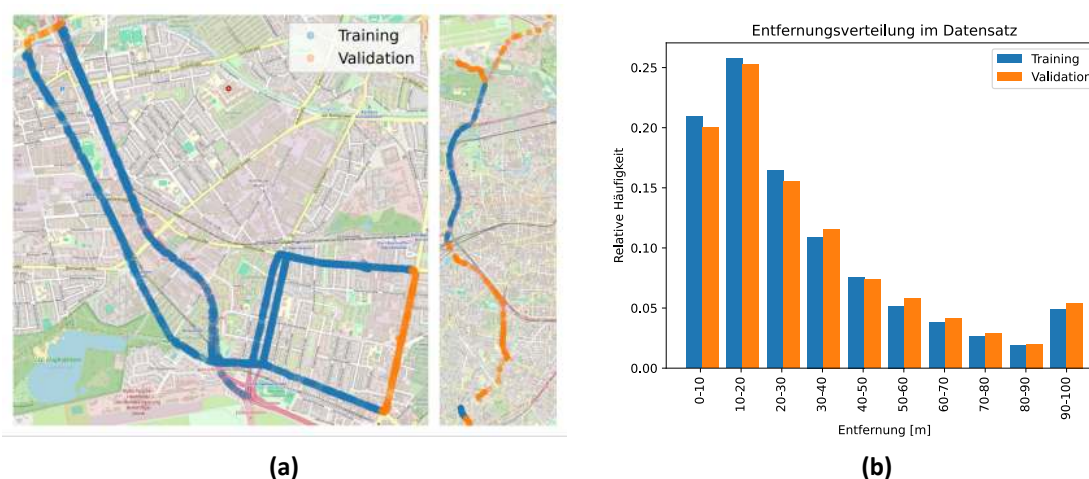 Training
Validation
(a)
Entfernungsverteilung im Datensatz
Training
Validation
Relative Häufigkeit
0.25
0.20
0.15
0.10
0.05
0.00
0-10
10-20
20-30
30-40
40-50
50-60
60-70
70-80
80-90
90-100
Entfernung [m]
(b)